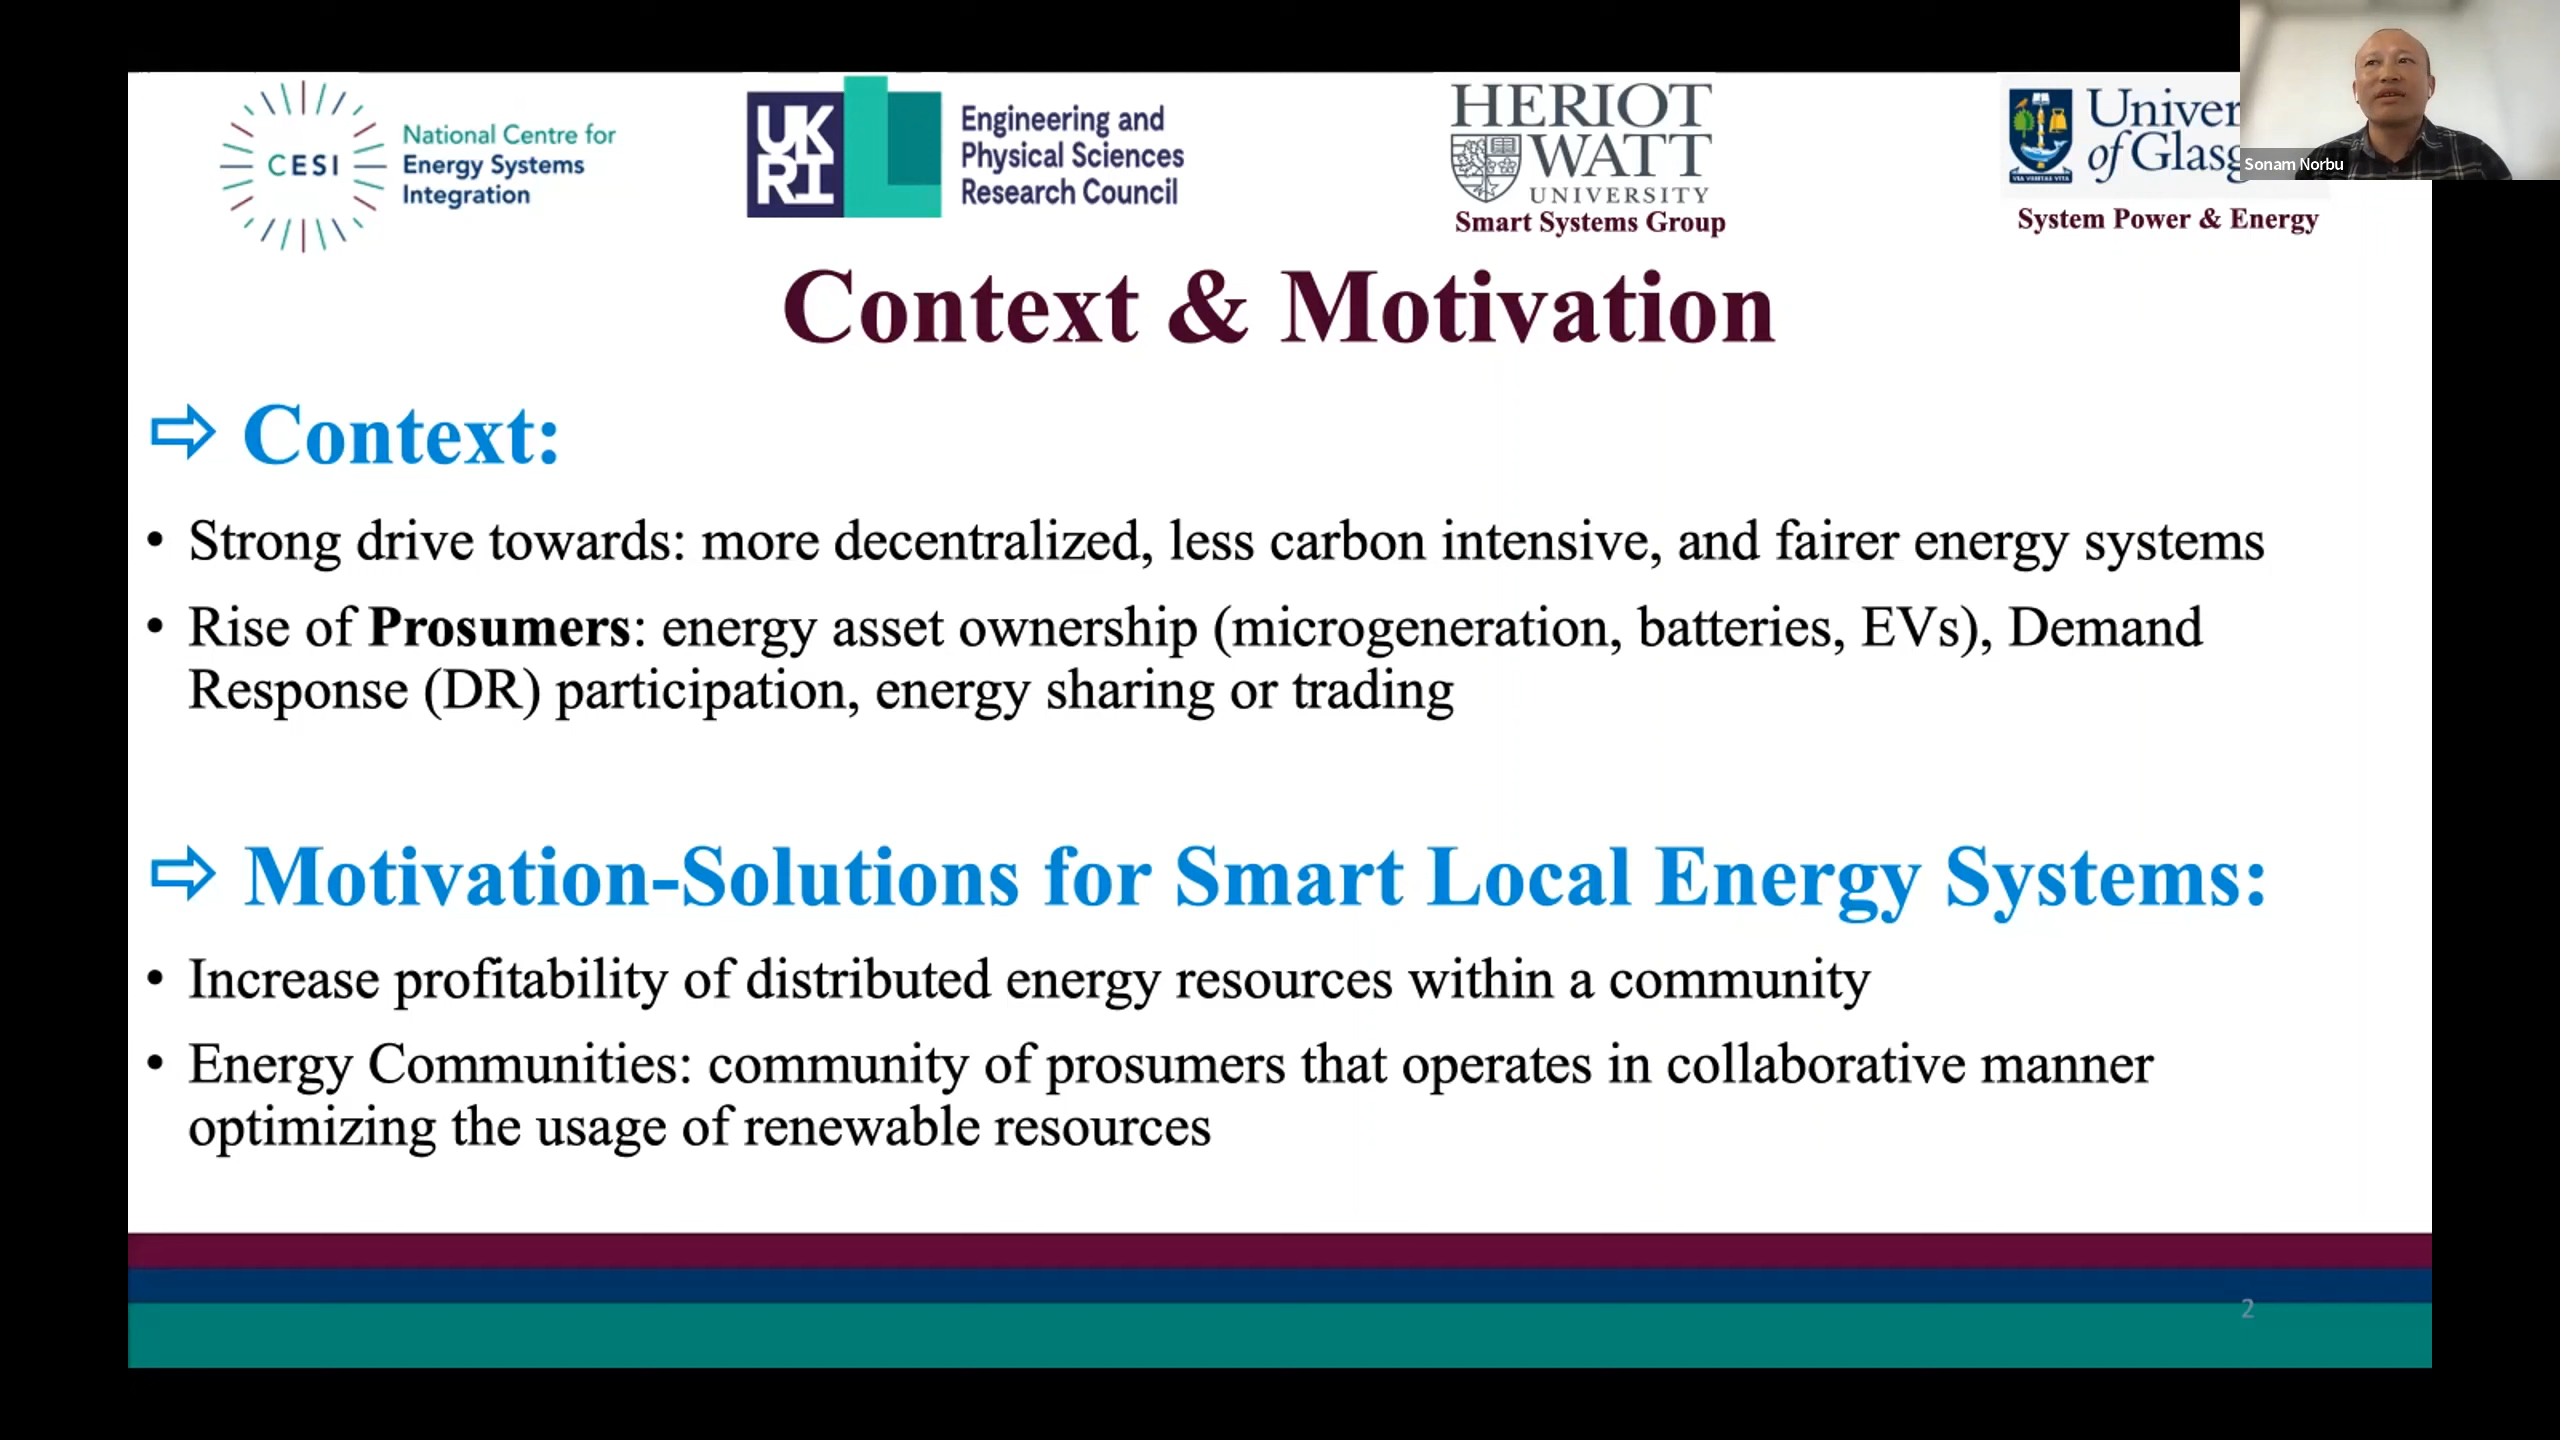 CESI
National Centre for
Energy Systems
Integration
UK
RI
Engineering and
Physical Sciences
Research Council
HERIOT
WATT
UNIVERSITY
Smart Systems Group
of
System Power & Energy
Sonam Norbu
Context & Motivation
⇨ Context:
• Strong drive towards: more decentralized, less carbon intensive, and fairer energy systems
• Rise of Prosumers: energy asset ownership (microgeneration, batteries, EVs), Demand
Response (DR) participation, energy sharing or trading
⇨ Motivation-Solutions for Smart Local Energy Systems:
• Increase profitability of distributed energy resources within a community
• Energy Communities: community of prosumers that operates in collaborative manner
optimizing the usage of renewable resources
2